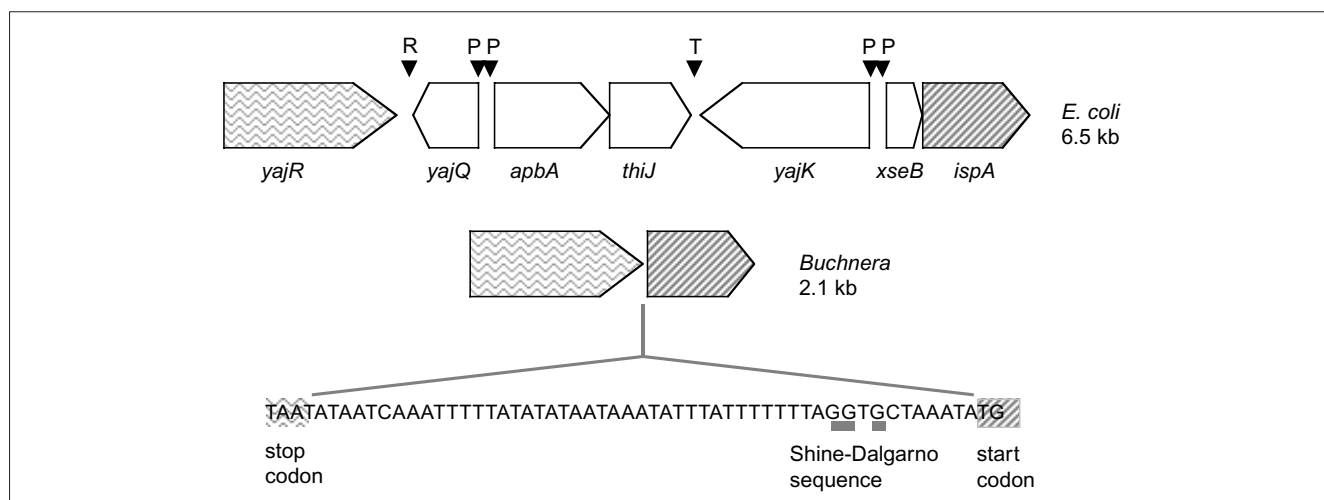 R P P T P P
E. coli
6.5 kb
yajR yajQ apbA thiJ yajK xseB ispA
Buchnera
2.1 kb
TAATATAATCAAATTTTTATATATAATAAATATTTATTTTTTTAGGTGCTAAATATG
stop
codon
Shine-Dalgarno
sequence
start
codon